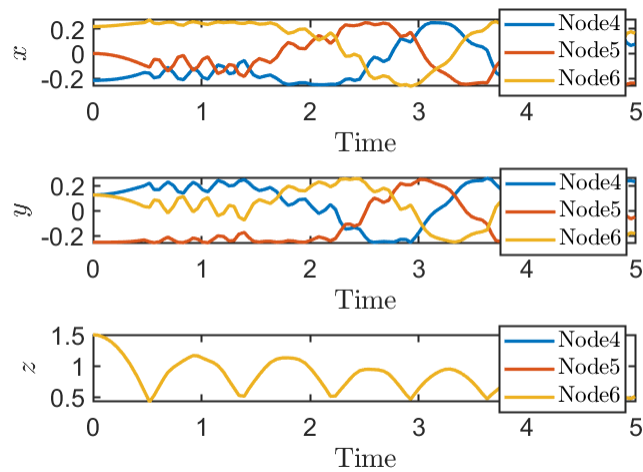 0.2
0
-0.2
x
Node4
Node5
Node6
0 1 2 3 4 5
Time
0.2
0
-0.2
y
Node4
Node5
Node6
0 1 2 3 4 5
Time
1.5
1
0.5
z
Node4
Node5
Node6
0 1 2 3 4 5
Time